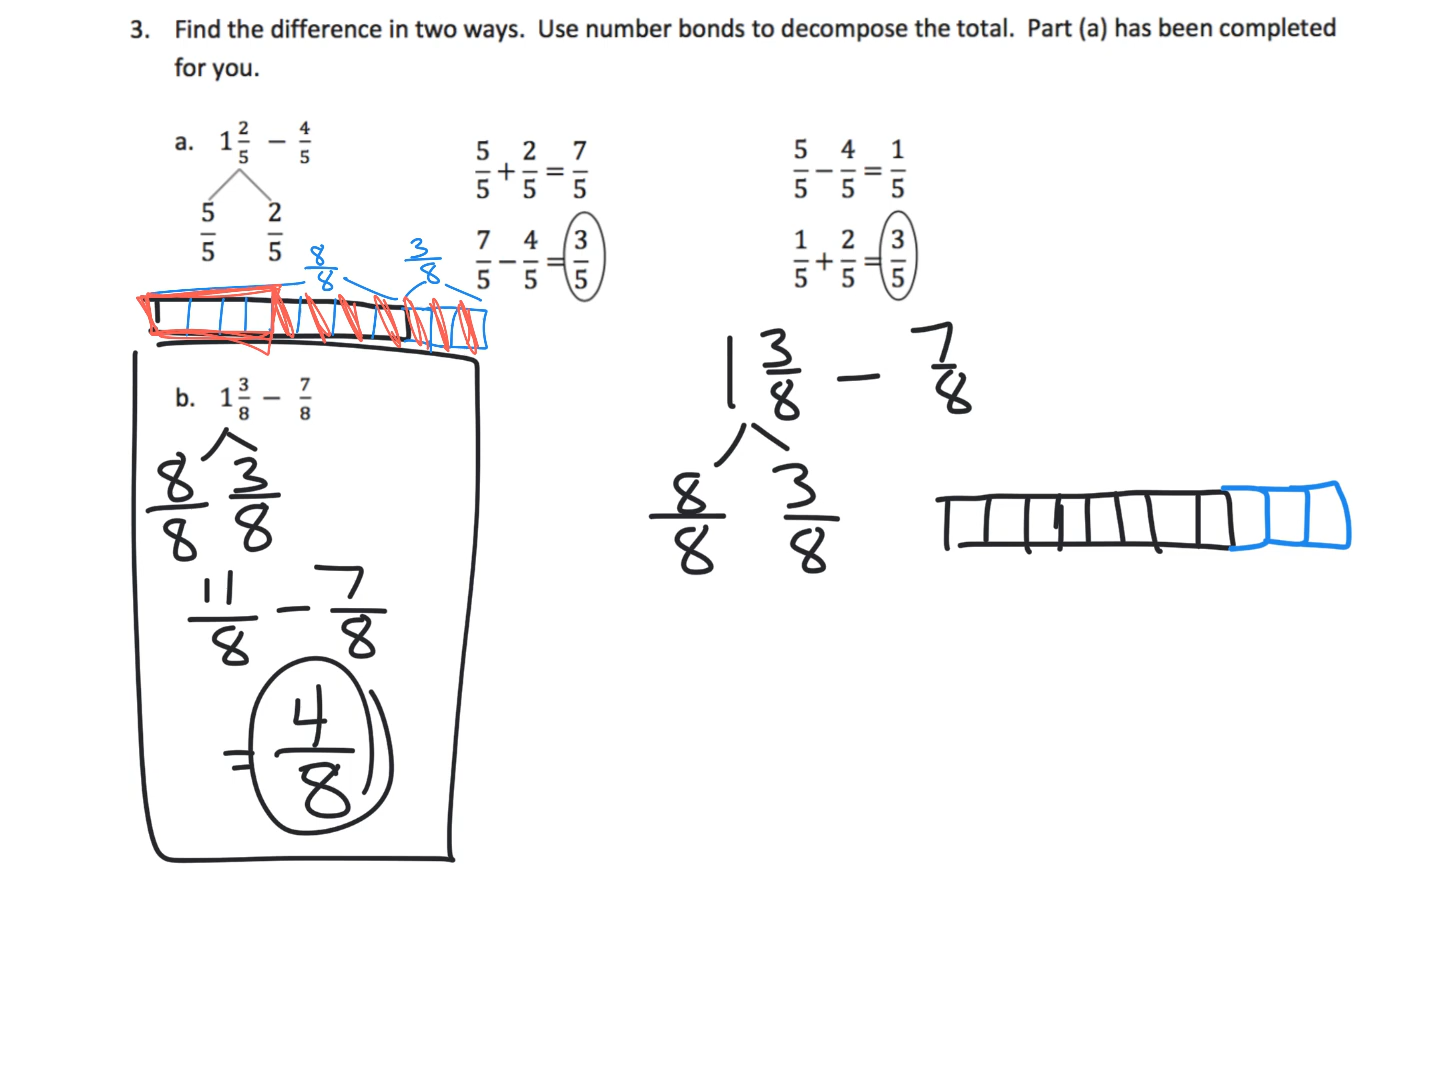 3. Find the difference in two ways. Use number bonds to decompose the total. Part (a) has been completed
for you.
a. 1 2/5 − 4/5
5/5 2/5
5/5 + 2/5 = 7/5
7/5 − 4/5 = 3/5
5/5 − 4/5 = 1/5
1/5 + 2/5 = 3/5
8/8 3/8
b. 1 3/8 − 7/8
8/8 3/8
11/8 − 7/8
= 4/8
1 3/8 − 7/8
8/8 3/8